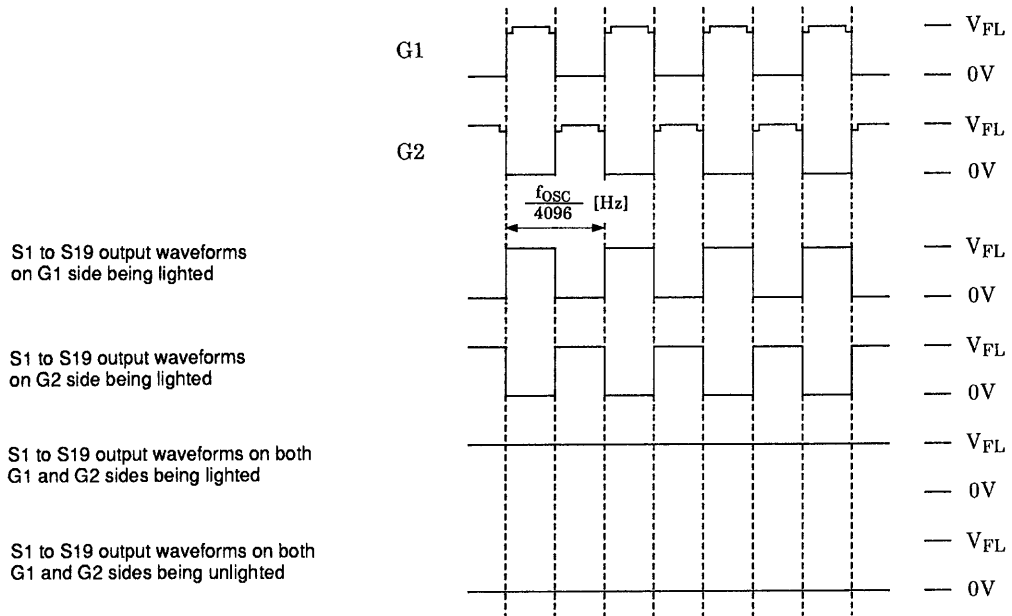 G1
V_FL
0V
G2
V_FL
0V
f_OSC
4096
[Hz]
S1 to S19 output waveforms
on G1 side being lighted
V_FL
0V
S1 to S19 output waveforms
on G2 side being lighted
V_FL
0V
S1 to S19 output waveforms on both
G1 and G2 sides being lighted
V_FL
0V
S1 to S19 output waveforms on both
G1 and G2 sides being unlighted
V_FL
0V